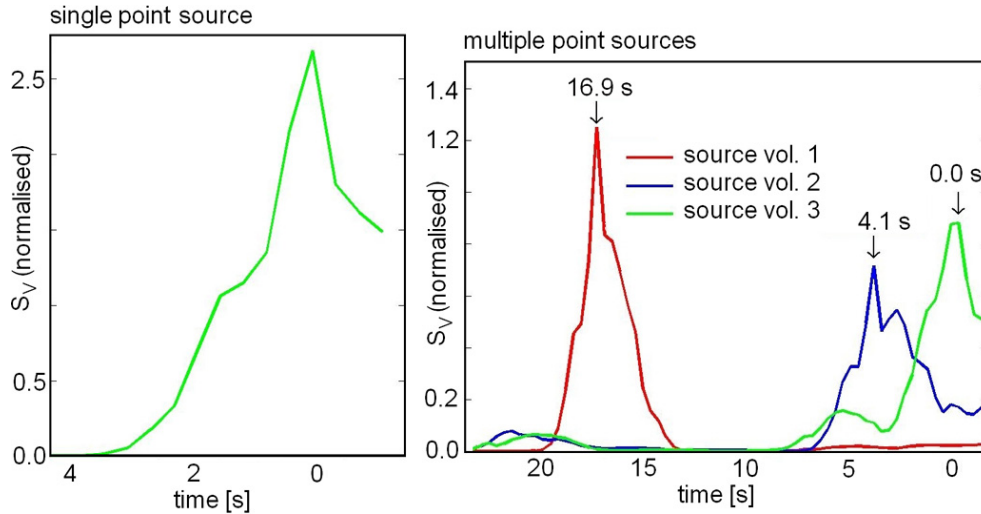 single point source
S_V (normalised)
2.5
0.5
0.0
4 2 0
time [s]
multiple point sources
S_V (normalised)
1.4
1.2
0.2
0.0
16.9 s
source vol. 1
source vol. 2
source vol. 3
0.0 s
4.1 s
20 15 10 5 0
time [s]